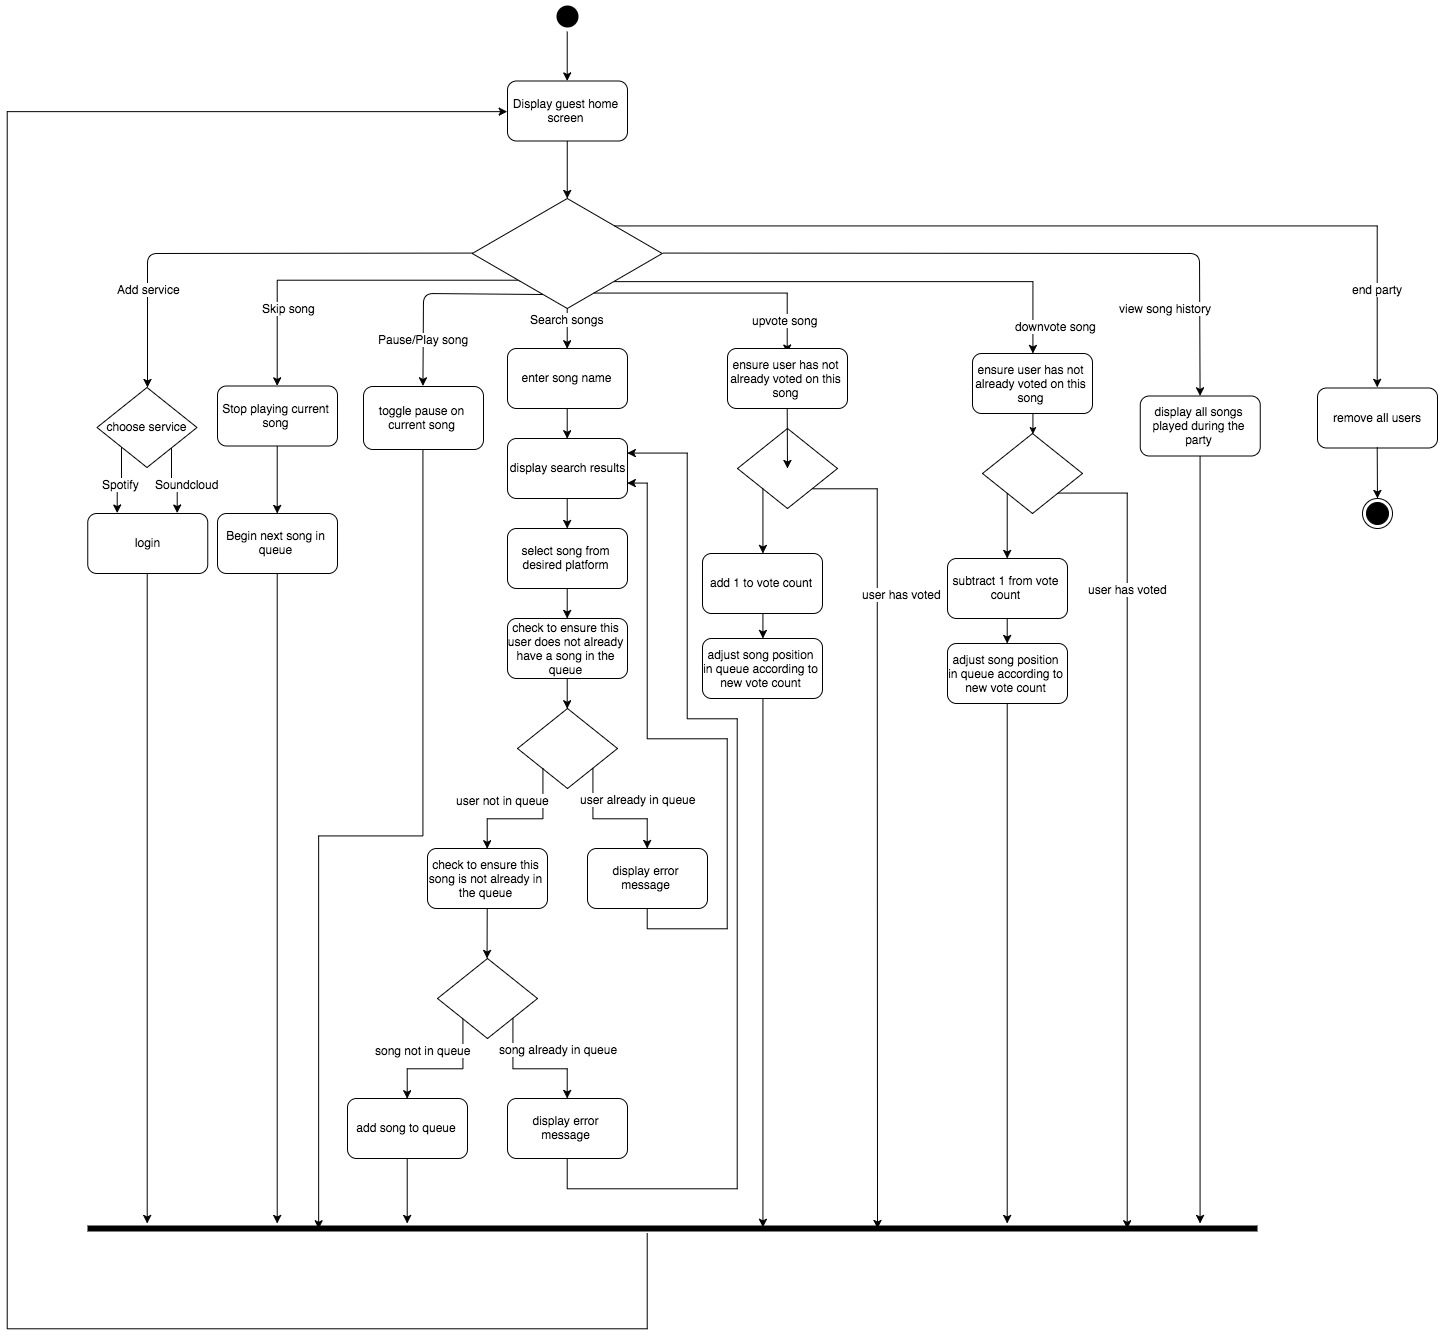 Display guest home
screen
Add service
Skip song
Pause/Play song
Search songs
upvote song
downvote song
view song history
end party
choose service
Spotify
Soundcloud
login
Stop playing current
song
Begin next song in
queue
toggle pause on
current song
enter song name
display search results
select song from
desired platform
check to ensure this
user does not already
have a song in the
queue
user not in queue
user already in queue
check to ensure this
song is not already in
the queue
display error
message
song not in queue
song already in queue
add song to queue
display error
message
ensure user has not
already voted on this
song
add 1 to vote count
user has voted
adjust song position
in queue according to
new vote count
ensure user has not
already voted on this
song
subtract 1 from vote
count
user has voted
adjust song position
in queue according to
new vote count
display all songs
played during the
party
remove all users